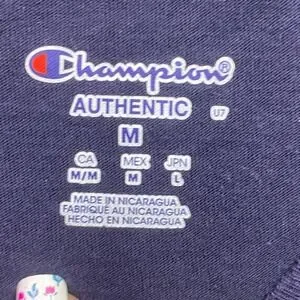 Champion®
AUTHENTIC U7
M
CA MEX JPN
M/M M L
MADE IN NICARAGUA
FABRIQUÉ AU NICARAGUA
HECHO EN NICARAGUA